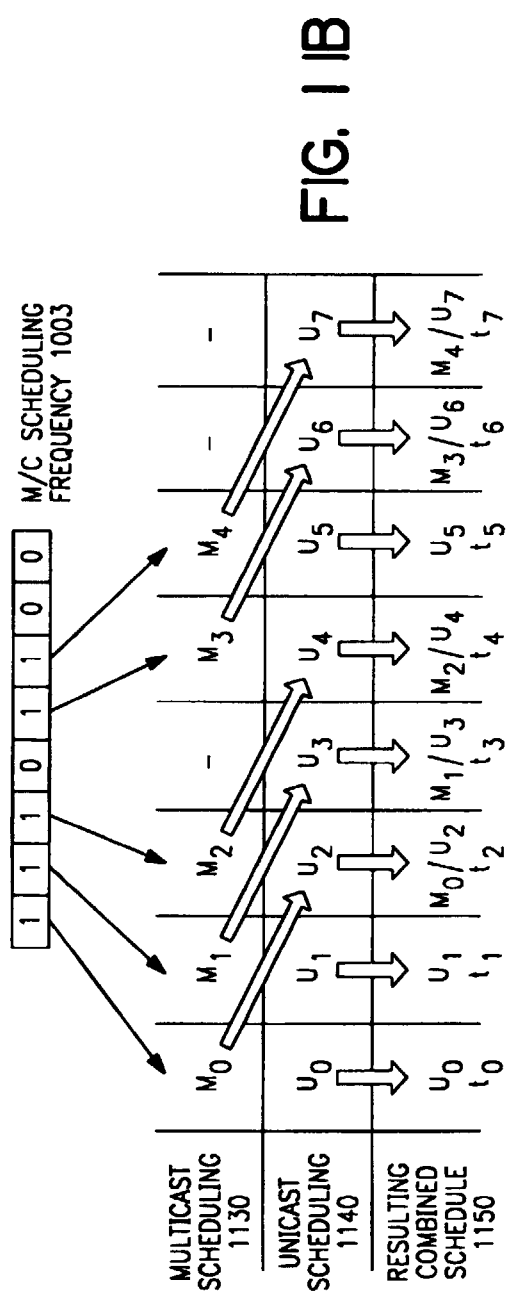 1 1 1 0 1 1 0 0
M/C SCHEDULING
FREQUENCY 1003
MULTICAST
SCHEDULING
1130
M0 M1 M2 – M3 M4 – –
UNICAST
SCHEDULING
1140
U0 U1 U2 U3 U4 U5 U6 U7
RESULTING
COMBINED
SCHEDULE
1150
U0 U1 M0/U2 M1/U3 M2/U4 U5 M3/U6 M4/U7
t0 t1 t2 t3 t4 t5 t6 t7
FIG. 11B